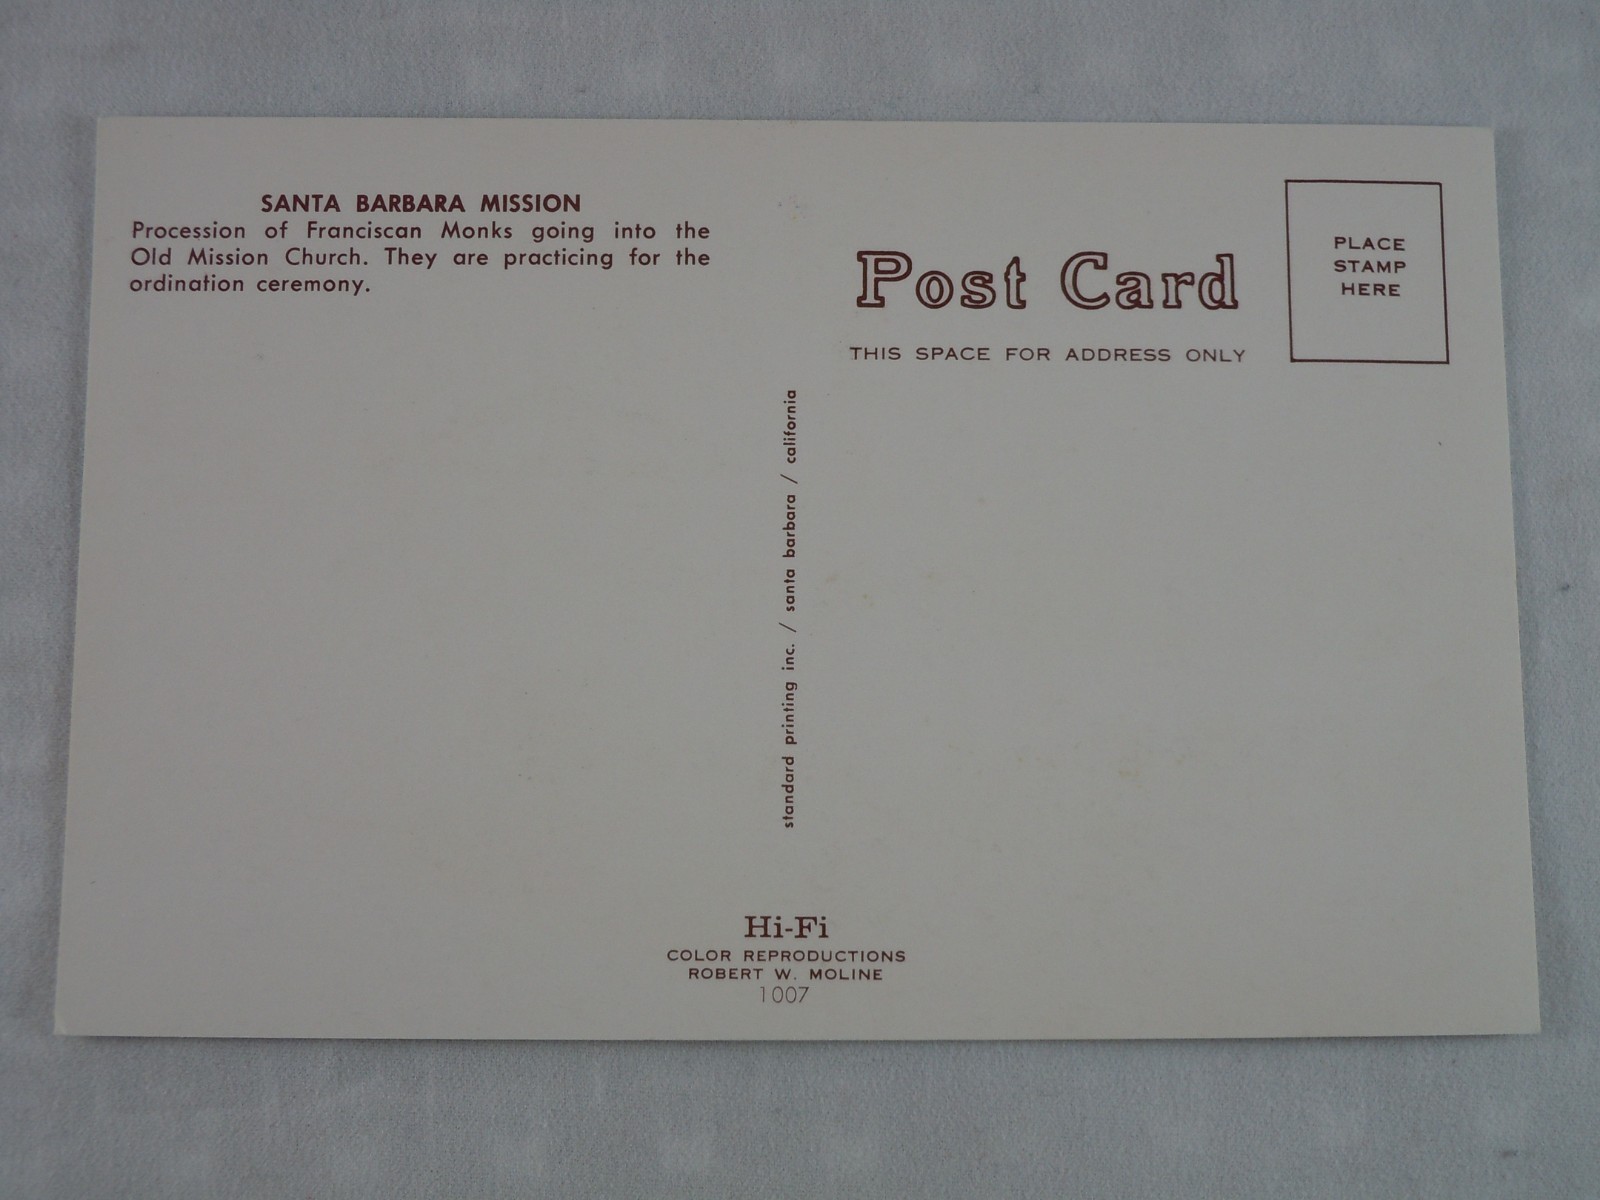 SANTA BARBARA MISSION
Procession of Franciscan Monks going into the
Old Mission Church. They are practicing for the
ordination ceremony.
Post Card
THIS SPACE FOR ADDRESS ONLY
PLACE
STAMP
HERE
standard printing inc. / santa barbara / california
Hi-Fi
COLOR REPRODUCTIONS
ROBERT W. MOLINE
1007